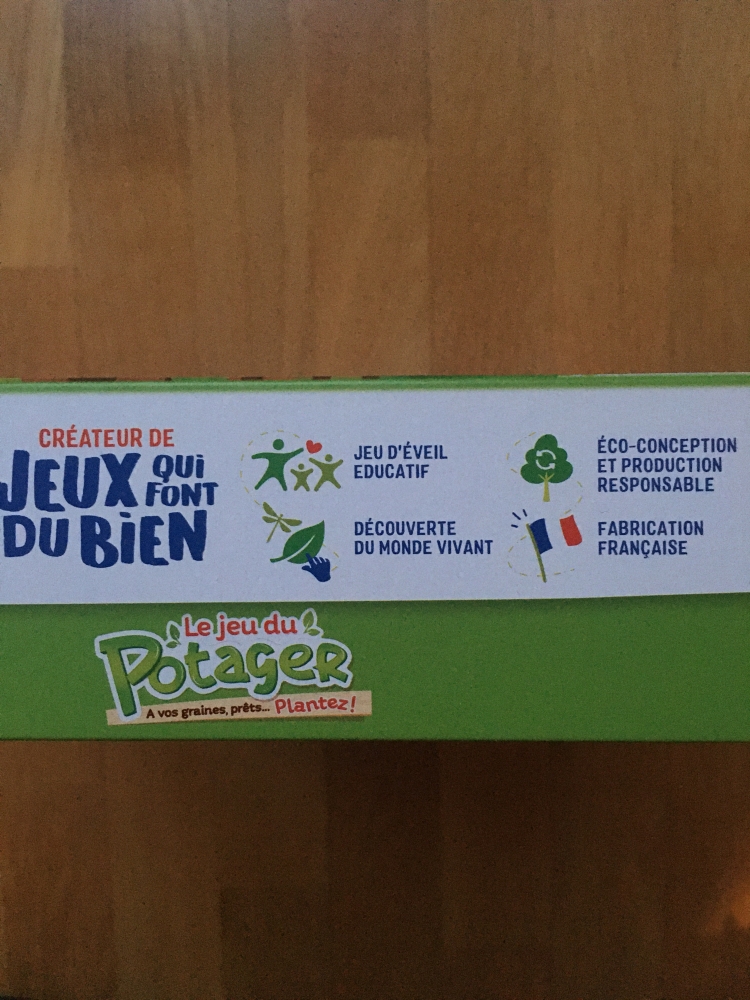 CRÉATEUR DE
JEUX QUi
FONT
DU BiEN
JEU D'ÉVEIL
EDUCATIF
DÉCOUVERTE
DU MONDE VIVANT
ÉCO-CONCEPTION
ET PRODUCTION
RESPONSABLE
FABRICATION
FRANÇAISE
Le jeu du
Potager
A vos graines, prêts... Plantez!